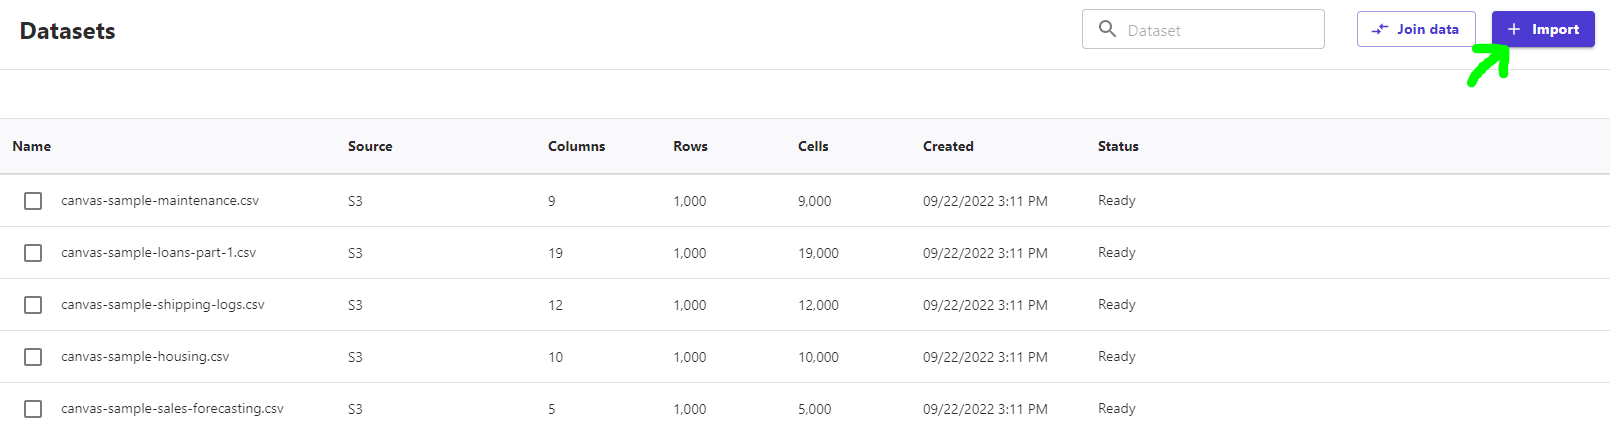 Datasets
Dataset
Join data
Import
Name Source Columns Rows Cells Created Status
canvas-sample-maintenance.csv S3 9 1,000 9,000 09/22/2022 3:11 PM Ready
canvas-sample-loans-part-1.csv S3 19 1,000 19,000 09/22/2022 3:11 PM Ready
canvas-sample-shipping-logs.csv S3 12 1,000 12,000 09/22/2022 3:11 PM Ready
canvas-sample-housing.csv S3 10 1,000 10,000 09/22/2022 3:11 PM Ready
canvas-sample-sales-forecasting.csv S3 5 1,000 5,000 09/22/2022 3:11 PM Ready